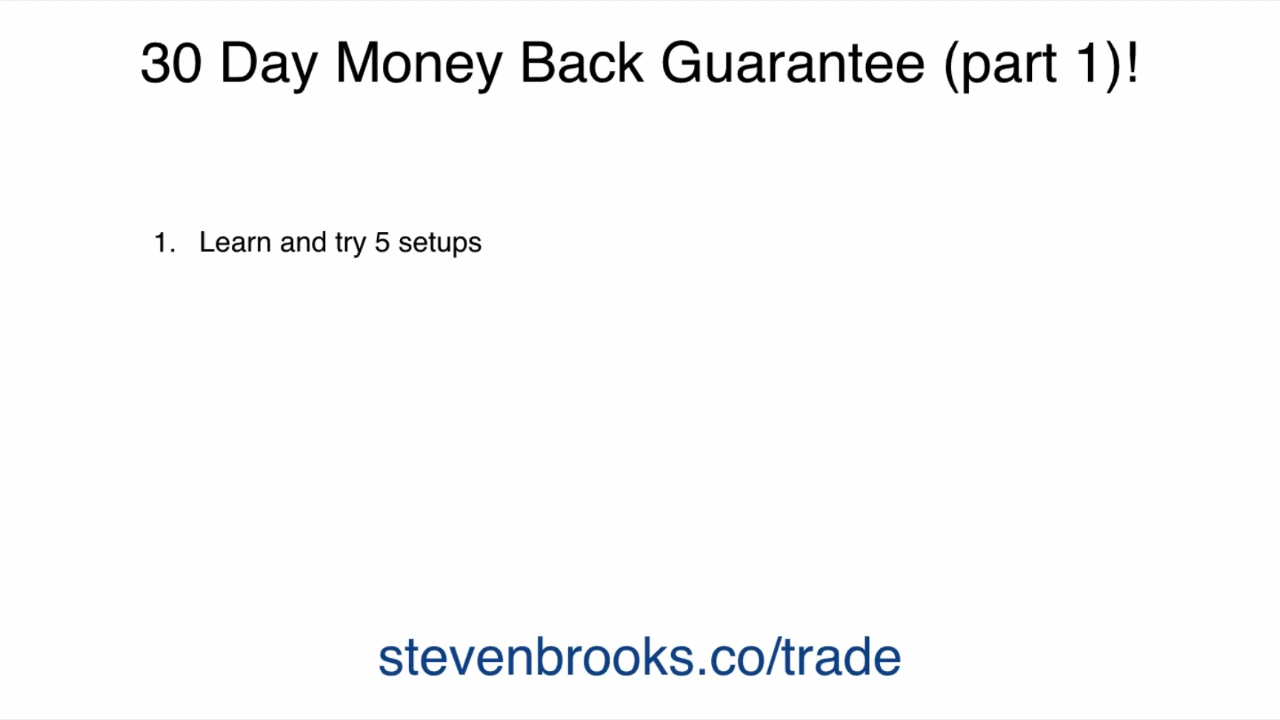 30 Day Money Back Guarantee (part 1)!
1. Learn and try 5 setups
stevenbrooks.co/trade